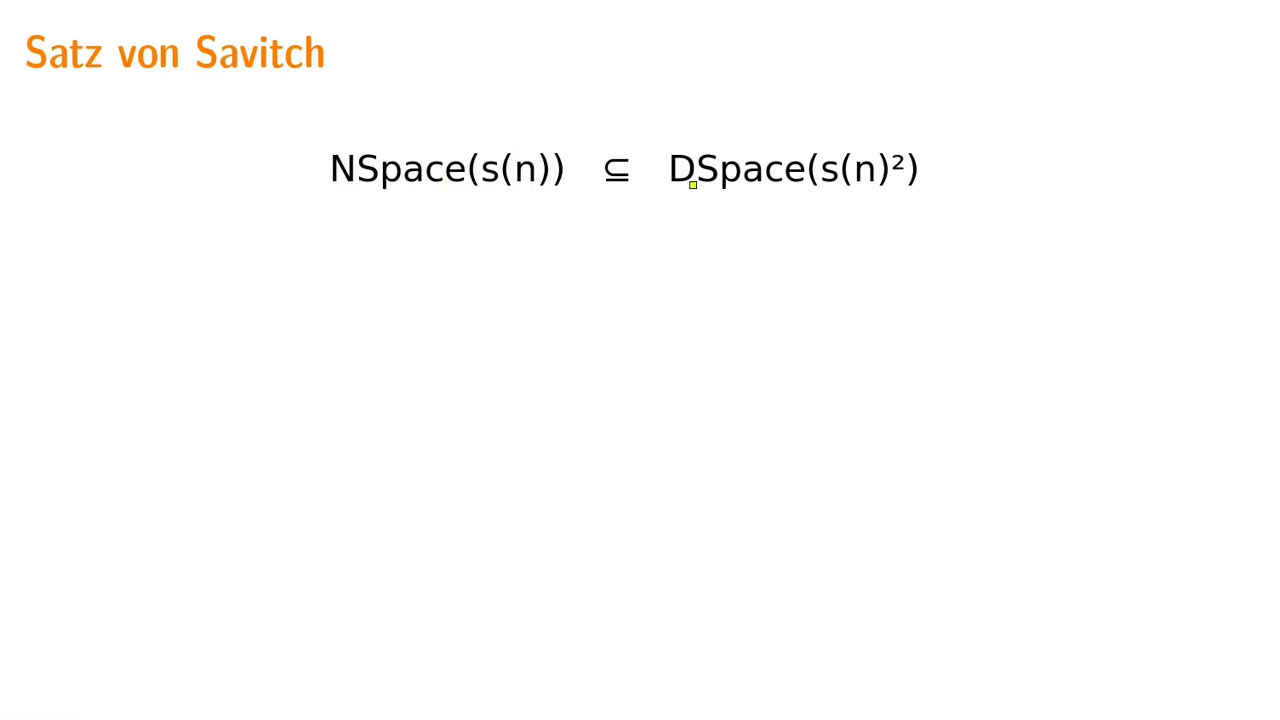 Satz von Savitch
NSpace(s(n)) ⊆ DSpace(s(n)²)